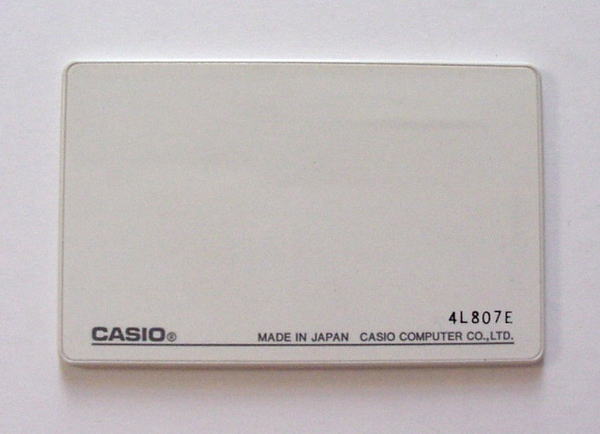 4L807E
CASIO® MADE IN JAPAN CASIO COMPUTER CO.,LTD.